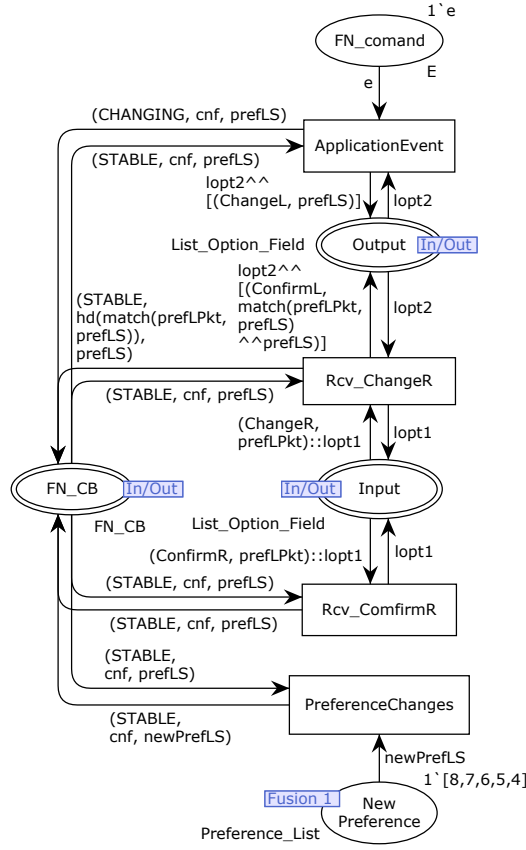 1`e
FN_comand
E
e
(CHANGING, cnf, prefLS)
ApplicationEvent
(STABLE, cnf, prefLS)
lopt2^^
[(ChangeL, prefLS)]
lopt2
List_Option_Field
Output
In/Out
lopt2^^
[(ConfirmL,
match(prefLPkt,
prefLS)
^^prefLS)]
lopt2
(STABLE,
hd(match(prefLPkt,
prefLS)),
prefLS)
Rcv_ChangeR
(STABLE, cnf, prefLS)
(ChangeR,
prefLPkt)::lopt1
lopt1
FN_CB
In/Out
In/Out
Input
FN_CB
List_Option_Field
(ConfirmR, prefLPkt)::lopt1
lopt1
(STABLE, cnf, prefLS)
Rcv_ComfirmR
(STABLE, cnf, prefLS)
(STABLE,
cnf, prefLS)
PreferenceChanges
(STABLE,
cnf, newPrefLS)
newPrefLS
1`[8,7,6,5,4]
Fusion 1
New
Preference
Preference_List